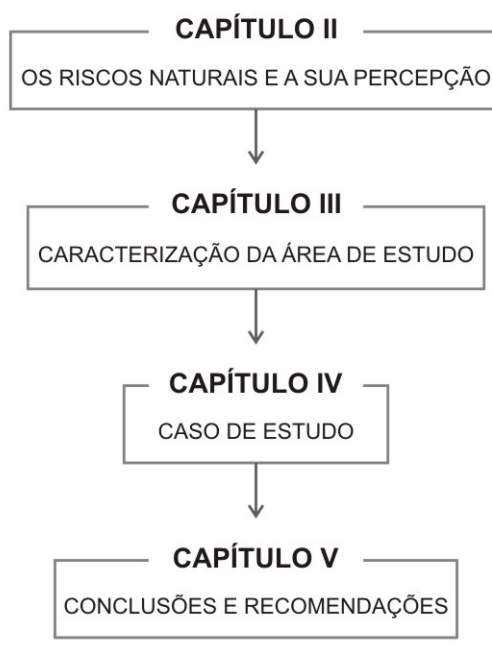 CAPÍTULO II
OS RISCOS NATURAIS E A SUA PERCEPÇÃO
CAPÍTULO III
CARACTERIZAÇÃO DA ÁREA DE ESTUDO
CAPÍTULO IV
CASO DE ESTUDO
CAPÍTULO V
CONCLUSÕES E RECOMENDAÇÕES